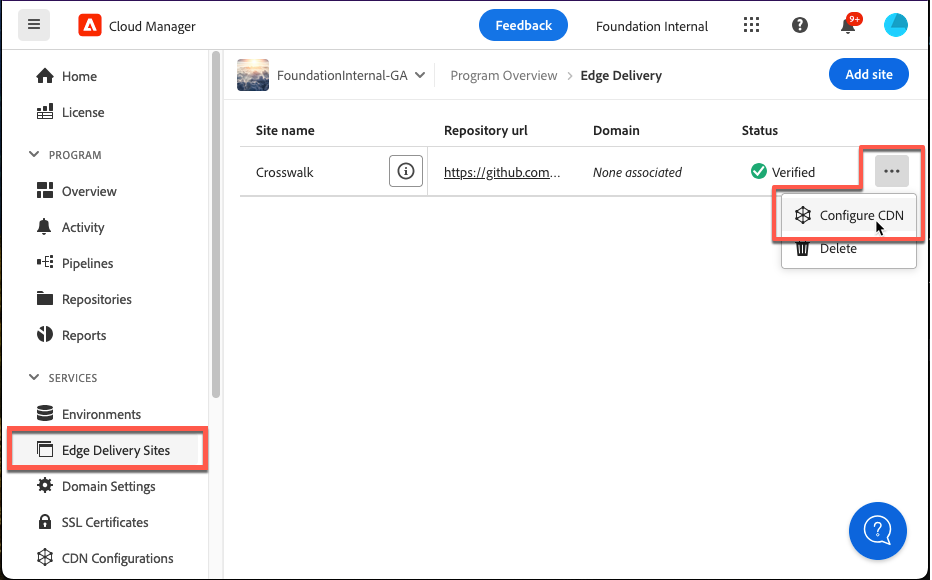 Cloud Manager
Feedback
Foundation Internal
9+
Home
License
PROGRAM
Overview
Activity
Pipelines
Repositories
Reports
SERVICES
Environments
Edge Delivery Sites
Domain Settings
SSL Certificates
CDN Configurations
FoundationInternal-GA
Program Overview > Edge Delivery
Add site
Site name Repository url Domain Status
Crosswalk https://github.com... None associated Verified
Configure CDN
Delete